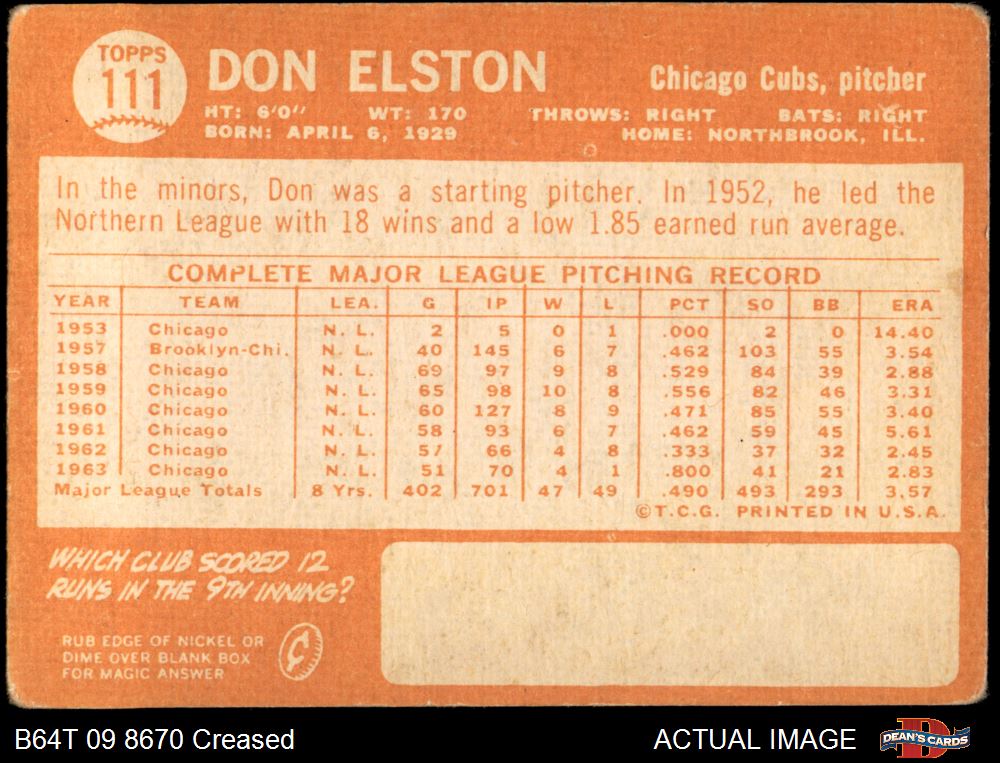 TOPPS
111
DON ELSTON
Chicago Cubs, pitcher
HT: 6'0" WT: 170 THROWS: RIGHT BATS: RIGHT
BORN: APRIL 6, 1929 HOME: NORTHBROOK, ILL.
In the minors, Don was a starting pitcher. In 1952, he led the
Northern League with 18 wins and a low 1.85 earned run average.
COMPLETE MAJOR LEAGUE PITCHING RECORD
YEAR TEAM LEA. G IP W L PCT SO BB ERA
1953 Chicago N. L. 2 5 0 1 .000 2 0 14.40
1957 Brooklyn-Chi. N. L. 40 145 6 7 .462 103 55 3.54
1958 Chicago N. L. 69 97 9 8 .529 84 39 2.88
1959 Chicago N. L. 65 98 10 8 .556 82 46 3.31
1960 Chicago N. L. 60 127 8 9 .471 85 55 3.40
1961 Chicago N. L. 58 93 6 7 .462 59 45 5.61
1962 Chicago N. L. 57 66 4 8 .333 37 32 2.45
1963 Chicago N. L. 51 70 4 1 .800 41 21 2.83
Major League Totals 8 Yrs. 402 701 47 49 .490 493 293 3.57
©T.C.G. PRINTED IN U.S.A.
WHICH CLUB SCORED 12
RUNS IN THE 9TH INNING?
RUB EDGE OF NICKEL OR
DIME OVER BLANK BOX
FOR MAGIC ANSWER
¢
B64T 09 8670 Creased
ACTUAL IMAGE
D
DEAN'S CARDS